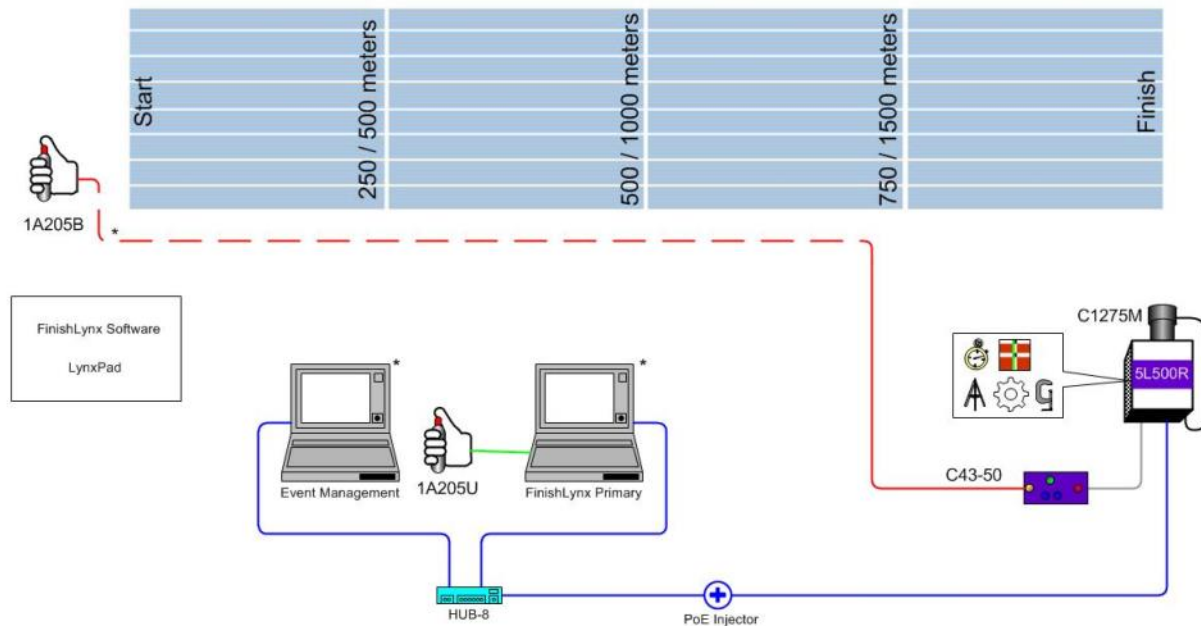 Start
250 / 500 meters
500 / 1000 meters
750 / 1500 meters
Finish
1A205B
*
FinishLynx Software
LynxPad
C1275M
5L500R
*
*
1A205U
Event Management
FinishLynx Primary
C43-50
HUB-8
PoE Injector